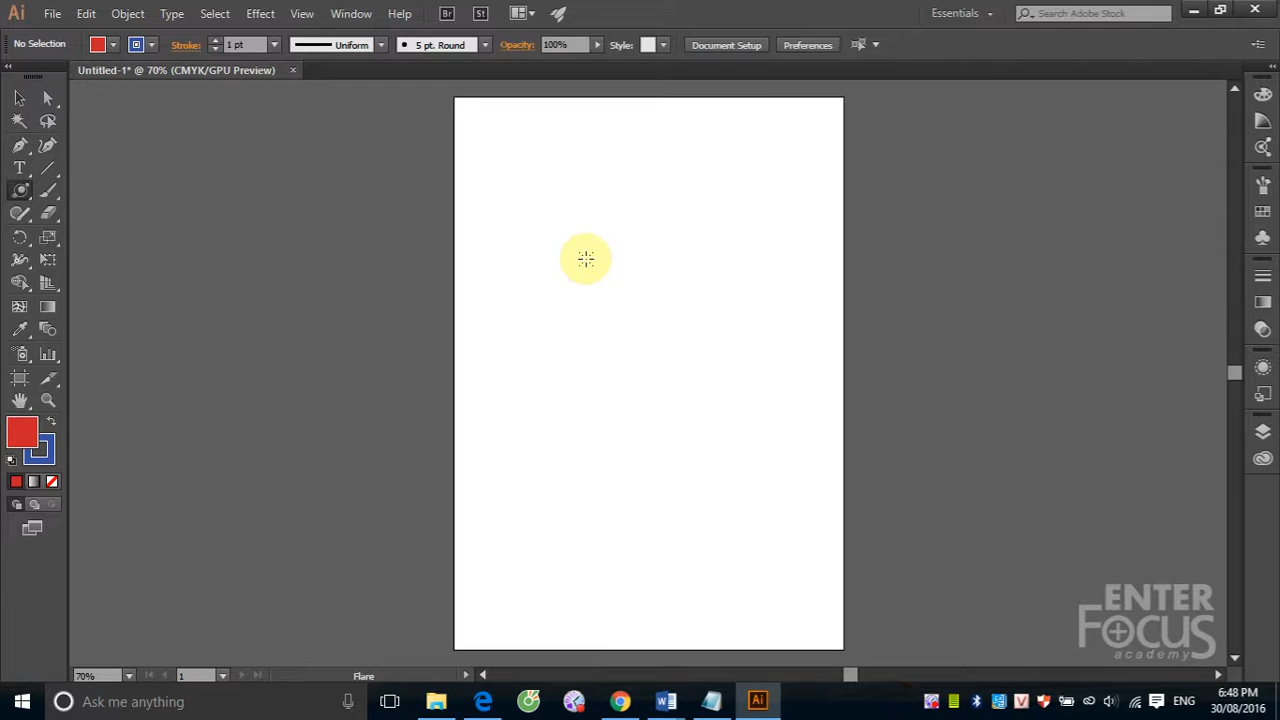 Ai File Edit Object Type Select Effect View Window Help Br St Essentials Search Adobe Stock
No Selection Stroke: 1 pt Uniform 5 pt. Round Opacity: 100% Style: Document Setup Preferences
Untitled-1* @ 70% (CMYK/GPU Preview)
T
ENTER
FOCUS
academy
70% 1 Flare
Ask me anything Ai ENG 6:48 PM
30/08/2016